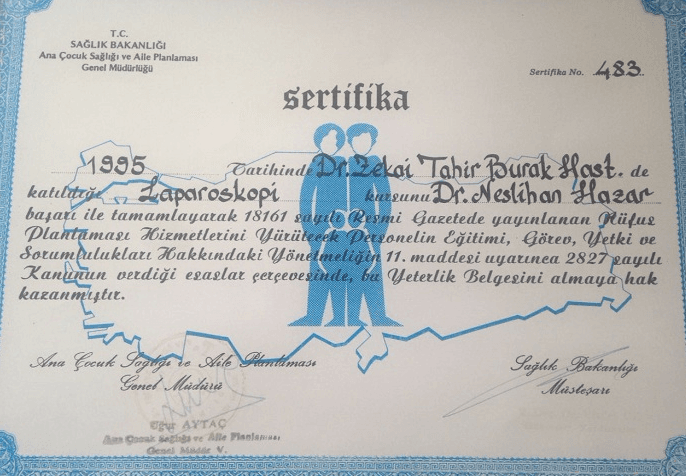 T.C.
SAĞLIK BAKANLIĞI
Ana Çocuk Sağlığı ve Aile Planlaması
Genel Müdürlüğü
Sertifika No. 483
sertifika
1995 Tarihinde Dr. Zekai Tahir Burak Hast. de
katıldığı Laparoskopi kursunu Dr. Neslihan Hazar
başarı ile tamamlayarak 18161 sayılı Resmi Gazetede yayınlanan Nüfus
Planlaması Hizmetlerini Yürütecek Personelin Eğitimi, Görev, Yetki ve
Sorumlulukları Hakkındaki Yönetmeliğin 11. maddesi uyarınca 2827 sayılı
Kanunun verdiği esaslar çerçevesinde, bu Yeterlik Belgesini almaya hak
kazanmıştır.
Ana Çocuk Sağlığı ve Aile Planlaması
Genel Müdürü
Sağlık Bakanlığı
Müsteşarı
Uğur AYTAÇ
Ana Çocuk Sağlığı ve Aile Planlaması
Genel Müdür V.